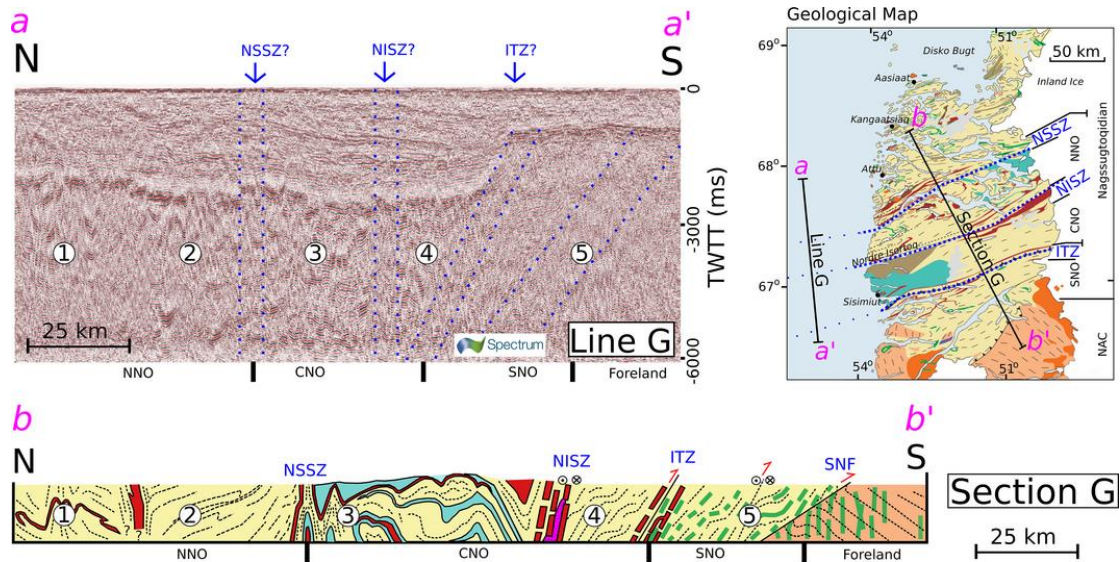 a
a'
N
NSSZ?
NISZ?
ITZ?
S
0
-3000
-6000
TWTT (ms)
1
2
3
4
5
25 km
Spectrum
Line G
NNO
CNO
SNO
Foreland
Geological Map
69°
54°
51°
50 km
Disko Bugt
Aasiaat
Inland Ice
Kangaatsiaq
b
NSSZ
68°
Attu
NNO
Nagssugtoqidian
a
NISZ
Section G
CNO
Line G
Nordre Isortoq
ITZ
67°
SNO
Sisimiut
a'
b'
NAC
54°
51°
b
b'
N
NSSZ
NISZ
ITZ
SNF
S
1
2
3
4
5
?
NNO
CNO
SNO
Foreland
Section G
25 km